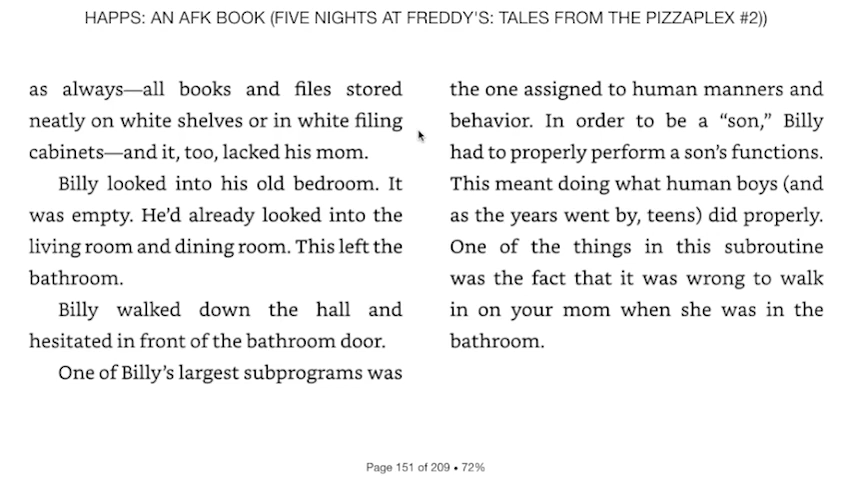 HAPPS: AN AFK BOOK (FIVE NIGHTS AT FREDDY'S: TALES FROM THE PIZZAPLEX #2))
as always—all books and files stored
neatly on white shelves or in white filing
cabinets—and it, too, lacked his mom.
Billy looked into his old bedroom. It
was empty. He’d already looked into the
living room and dining room. This left the
bathroom.
Billy walked down the hall and
hesitated in front of the bathroom door.
One of Billy’s largest subprograms was
the one assigned to human manners and
behavior. In order to be a “son,” Billy
had to properly perform a son’s functions.
This meant doing what human boys (and
as the years went by, teens) did properly.
One of the things in this subroutine
was the fact that it was wrong to walk
in on your mom when she was in the
bathroom.
Page 151 of 209 • 72%